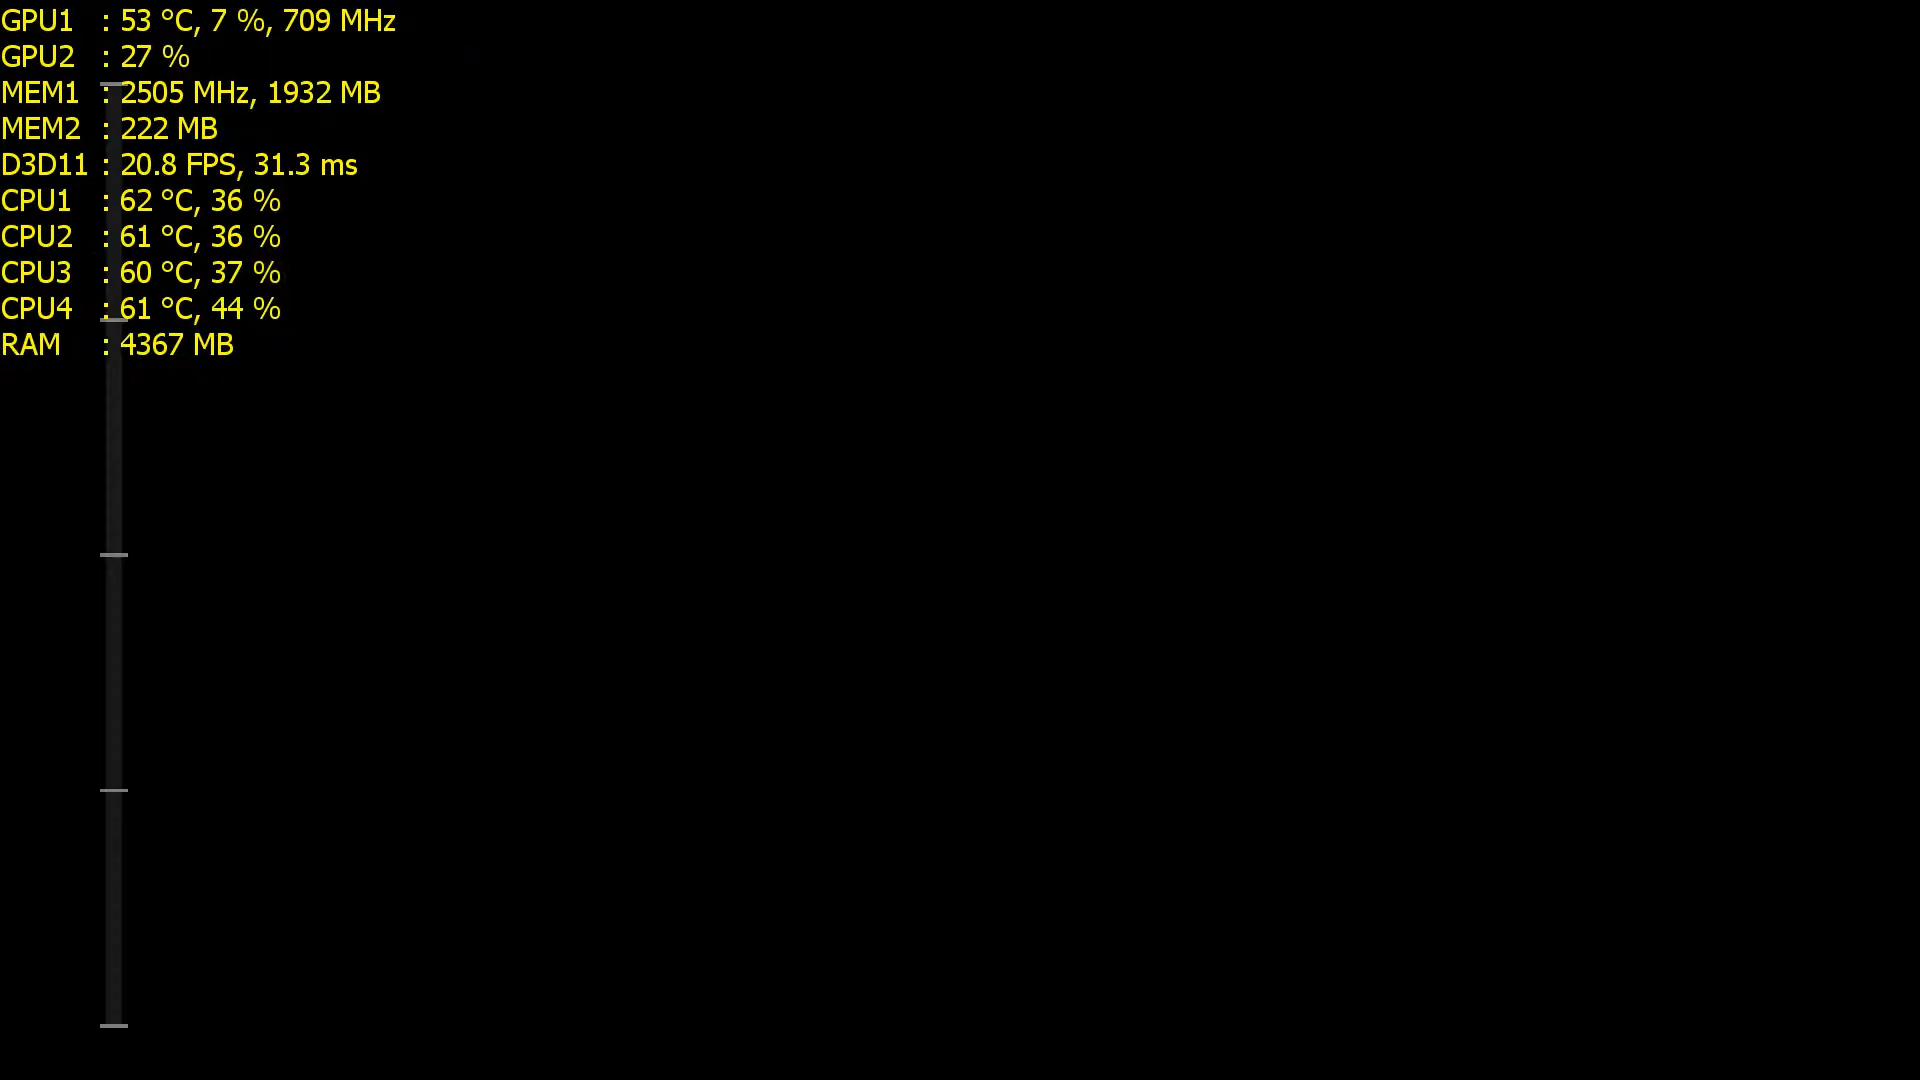 GPU1 : 53 °C, 7 %, 709 MHz
GPU2 : 27 %
MEM1 : 2505 MHz, 1932 MB
MEM2 : 222 MB
D3D11 : 20.8 FPS, 31.3 ms
CPU1 : 62 °C, 36 %
CPU2 : 61 °C, 36 %
CPU3 : 60 °C, 37 %
CPU4 : 61 °C, 44 %
RAM : 4367 MB